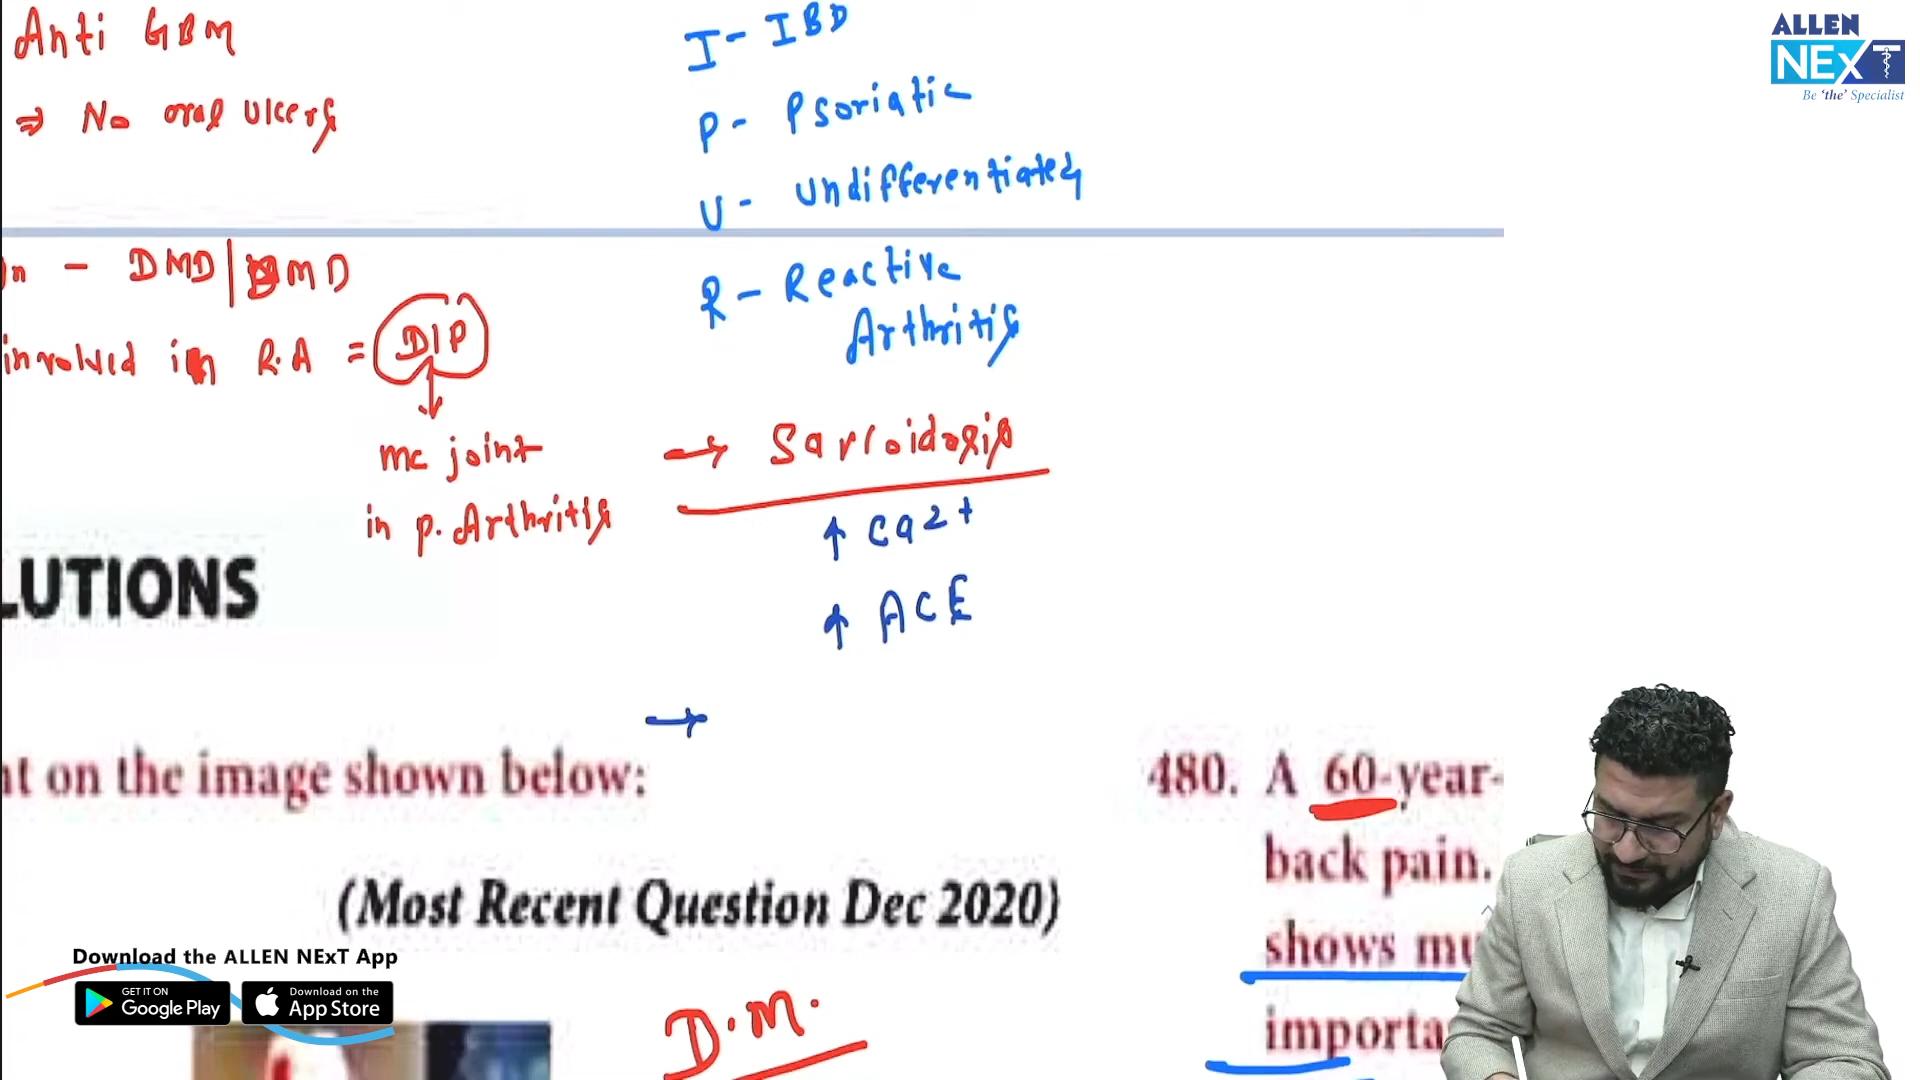 Anti GBM
⇒ No oral ulcers
I - IBD
P - Psoriatic
U - Undifferentiated
R - Reactive
Arthritis
n - DMD | BMD
involved in R.A = DIP
mc joint
in p. Arthritis
→ Sarcoidosis
↑ Ca2+
↑ ACE
→
LUTIONS
at on the image shown below:
(Most Recent Question Dec 2020)
D.M.
480. A 60-year-
back pain.
shows mu
importa
ALLEN
NExT
Be 'the' Specialist
Download the ALLEN NExT App
GET IT ON
Google Play
Download on the
App Store